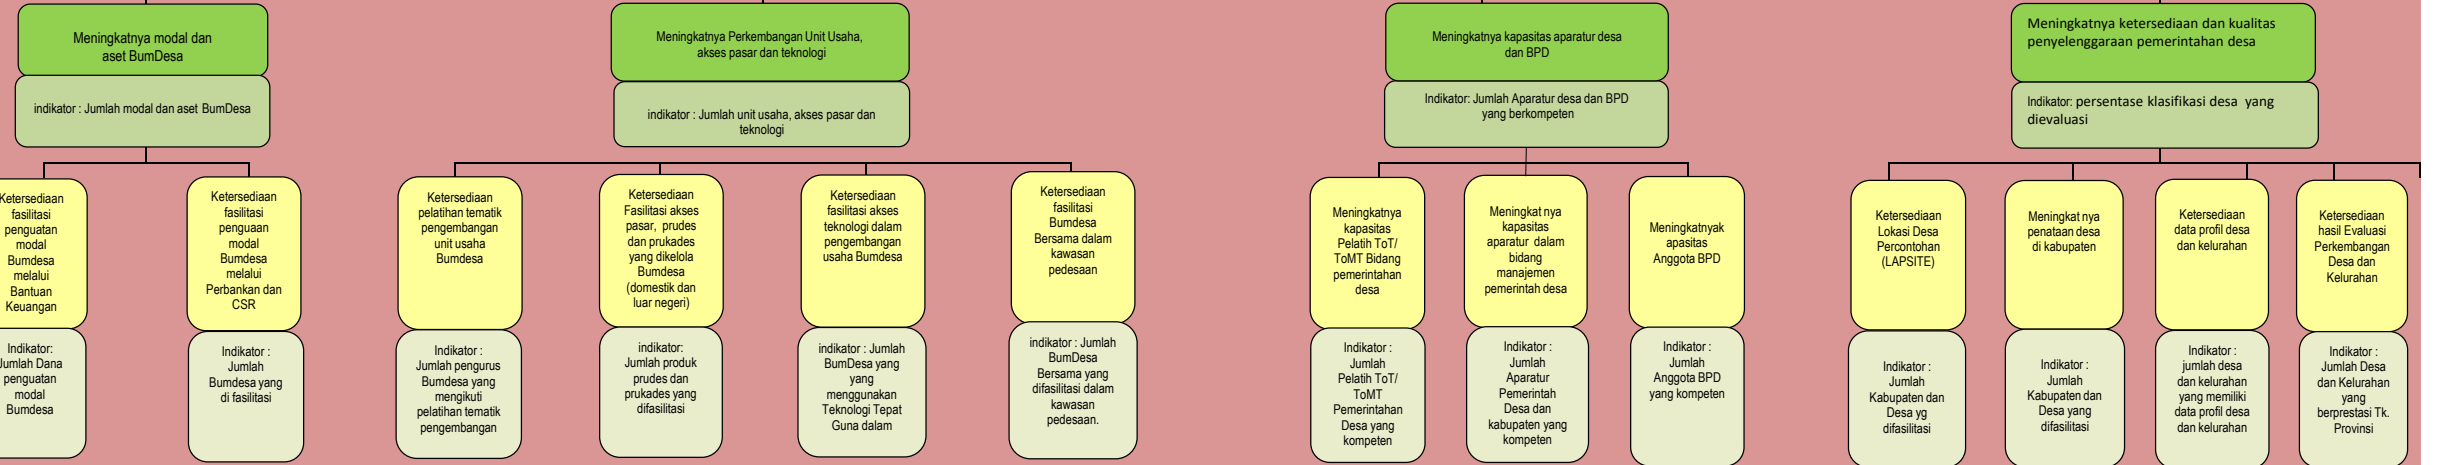 Meningkatnya modal dan
aset BumDesa
indikator : Jumlah modal dan aset BumDesa
Ketersediaan
fasilitasi
penguatan
modal
Bumdesa
melalui
Bantuan
Keuangan
Indikator:
Jumlah Dana
penguatan
modal
Bumdesa
Ketersediaan
fasilitasi
penguaan
modal
Bumdesa
melalui
Perbankan dan
CSR
Indikator :
Jumlah
Bumdesa yang
di fasilitasi
Meningkatnya Perkembangan Unit Usaha,
akses pasar dan teknologi
indikator : Jumlah unit usaha, akses pasar dan
teknologi
Ketersediaan
pelatihan tematik
pengembangan
unit usaha
Bumdesa
Indikator :
Jumlah pengurus
Bumdesa yang
mengikuti
pelatihan tematik
pengembangan
Ketersediaan
Fasilitasi akses
pasar, prudes
dan prukades
yang dikelola
Bumdesa
(domestik dan
luar negeri)
indikator:
Jumlah produk
prudes dan
prukades yang
difasilitasi
Ketersediaan
fasilitasi akses
teknologi dalam
pengembangan
usaha Bumdesa
indikator : Jumlah
BumDesa yang
yang
menggunakan
Teknologi Tepat
Guna dalam
Ketersediaan
fasilitasi
Bumdesa
Bersama dalam
kawasan
pedesaan
indikator : Jumlah
BumDesa
Bersama yang
difasilitasi dalam
kawasan
pedesaan.
Meningkatnya kapasitas aparatur desa
dan BPD
Indikator: Jumlah Aparatur desa dan BPD
yang berkompeten
Meningkatnya
kapasitas
Pelatih ToT/
ToMT Bidang
pemerintahan
desa
Indikator :
Jumlah
Pelatih ToT/
ToMT
Pemerintahan
Desa yang
kompeten
Meningkat nya
kapasitas
aparatur dalam
bidang
manajemen
pemerintah desa
Indikator :
Jumlah
Aparatur
Pemerintah
Desa dan
kabupaten yang
kompeten
Meningkatnyak
apasitas
Anggota BPD
Indikator :
Jumlah
Anggota BPD
yang kompeten
Meningkatnya ketersediaan dan kualitas
penyelenggaraan pemerintahan desa
Indikator: persentase klasifikasi desa yang
dievaluasi
Ketersediaan
Lokasi Desa
Percontohan
(LAPSITE)
Indikator :
Jumlah
Kabupaten dan
Desa yg
difasilitasi
Meningkat nya
penataan desa
di kabupaten
Indikator :
Jumlah
Kabupaten dan
Desa yang
difasilitasi
Ketersediaan
data profil desa
dan kelurahan
Indikator :
jumlah desa
dan kelurahan
yang memiliki
data profil desa
dan kelurahan
Ketersediaan
hasil Evaluasi
Perkembangan
Desa dan
Kelurahan
Indikator :
Jumlah Desa
dan Kelurahan
yang
berprestasi Tk.
Provinsi